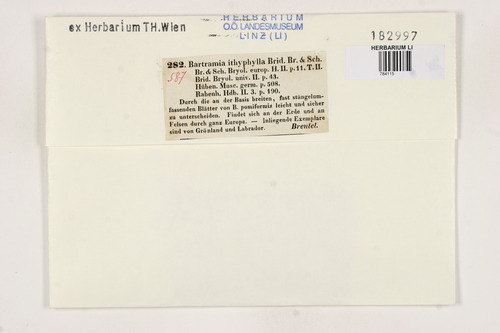 ex Herbarium TH.Wien
HERBARIUM
O.Ö. LANDESMUSEUM
LINZ (LI)
182997
HERBARIUM LI
784115
282. Bartramia ithyphylla Brid. Br. & Sch.
587
Br. & Sch. Bryol. europ. H. II. p. 11. T. II.
Brid. Bryol. univ. II. p. 43.
Hüben. Musc. germ. p. 508.
Rabenh. Hdb. II. 3. p. 190.
Durch die an der Basis breiten, fast stängelum-
fassenden Blätter von B. pomiformis leicht und sicher
zu unterscheiden. Findet sich an der Erde und an
Felsen durch ganz Europa. — Inliegende Exemplare
sind von Grönland und Labrador. Breutel.